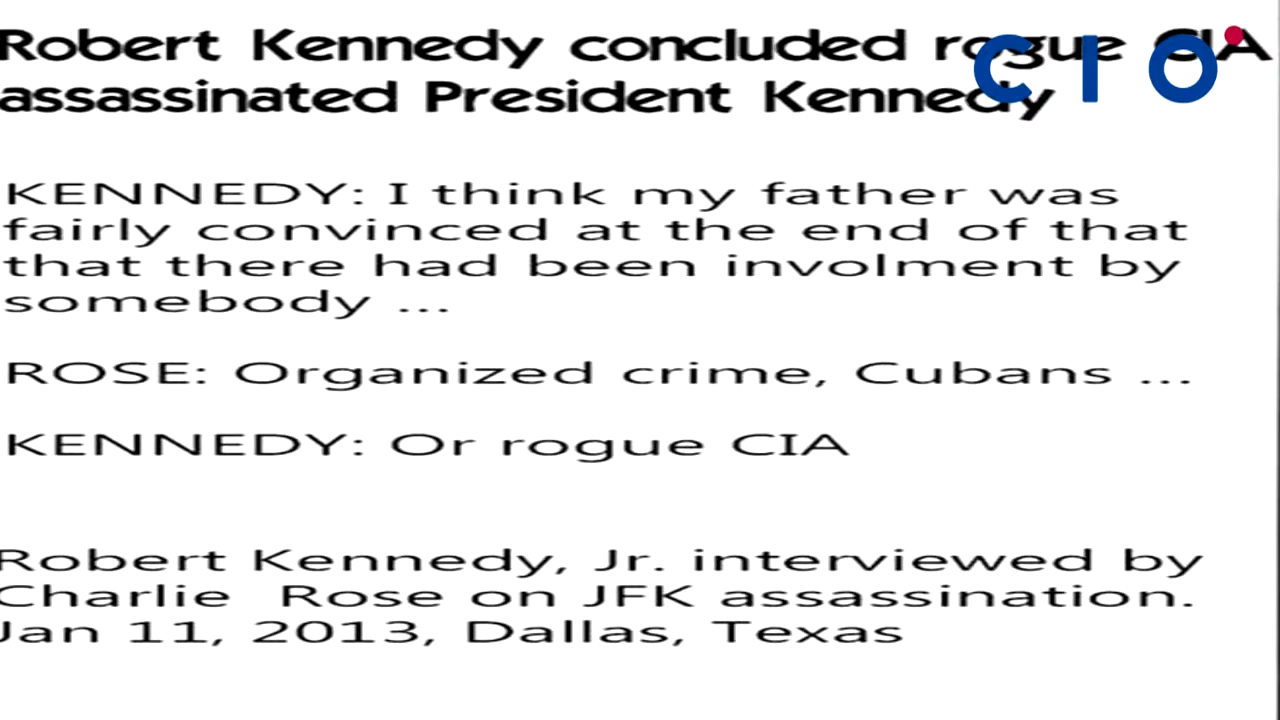 Robert Kennedy concluded rogue CIA
assassinated President Kennedy
CIO
KENNEDY: I think my father was
fairly convinced at the end of that
that there had been involment by
somebody ...
ROSE: Organized crime, Cubans ...
KENNEDY: Or rogue CIA
Robert Kennedy, Jr. interviewed by
Charlie Rose on JFK assassination.
Jan 11, 2013, Dallas, Texas